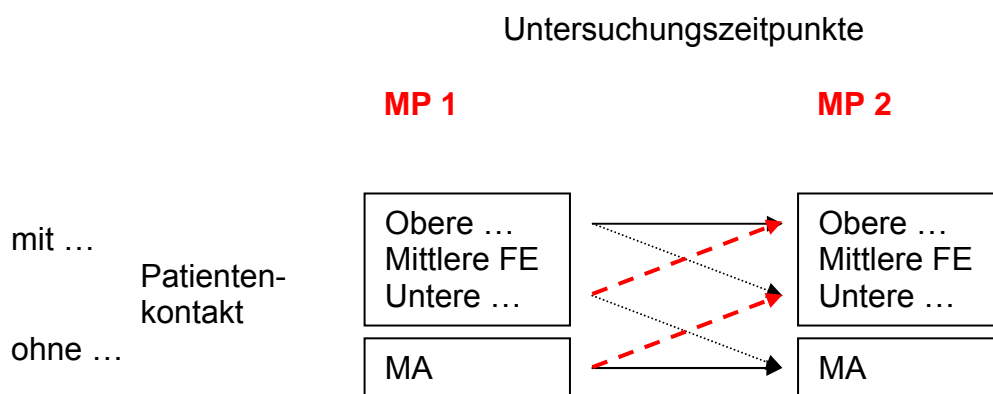 Untersuchungszeitpunkte
MP 1
MP 2
mit …
Patienten-
kontakt
ohne …
Obere …
Mittlere FE
Untere …
MA
Obere …
Mittlere FE
Untere …
MA